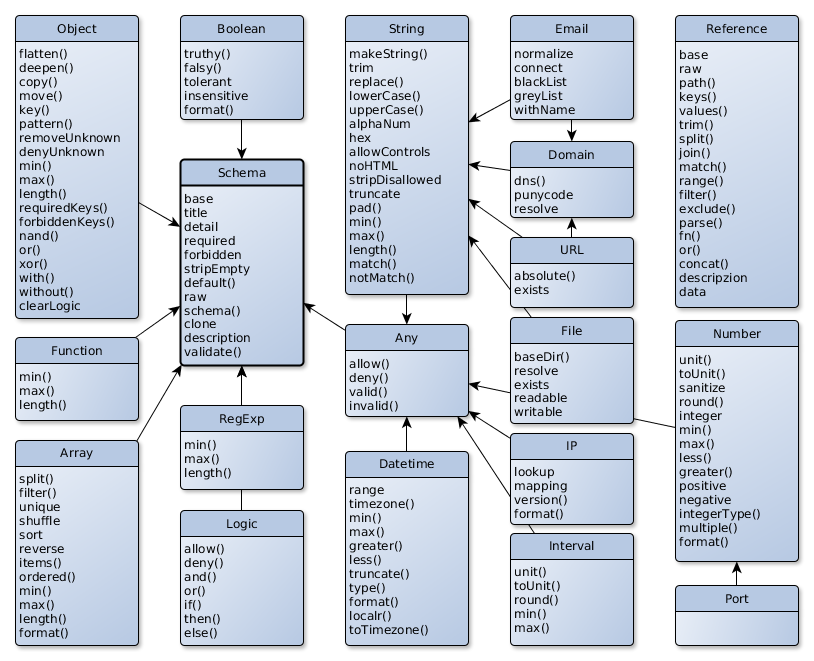 Object
flatten()
deepen()
copy()
move()
key()
pattern()
removeUnknown
denyUnknown
min()
max()
length()
requiredKeys()
forbiddenKeys()
nand()
or()
xor()
with()
without()
clearLogic
Function
min()
max()
length()
Array
split()
filter()
unique
shuffle
sort
reverse
items()
ordered()
min()
max()
length()
format()
Boolean
truthy()
falsy()
tolerant
insensitive
format()
Schema
base
title
detail
required
forbidden
stripEmpty
default()
raw
schema()
clone
description
validate()
RegExp
min()
max()
length()
Logic
allow()
deny()
and()
or()
if()
then()
else()
String
makeString()
trim
replace()
lowerCase()
upperCase()
alphaNum
hex
allowControls
noHTML
stripDisallowed
truncate
pad()
min()
max()
length()
match()
notMatch()
Any
allow()
deny()
valid()
invalid()
Datetime
range
timezone()
min()
max()
greater()
less()
truncate()
type()
format()
localr()
toTimezone()
Email
normalize
connect
blackList
greyList
withName
Domain
dns()
punycode
resolve
URL
absolute()
exists
File
baseDir()
resolve
exists
readable
writable
IP
lookup
mapping
version()
format()
Interval
unit()
toUnit()
round()
min()
max()
Reference
base
raw
path()
keys()
values()
trim()
split()
join()
match()
range()
filter()
exclude()
parse()
fn()
or()
concat()
descripzion
data
Number
unit()
toUnit()
sanitize
round()
integer
min()
max()
less()
greater()
positive
negative
integerType()
multiple()
format()
Port